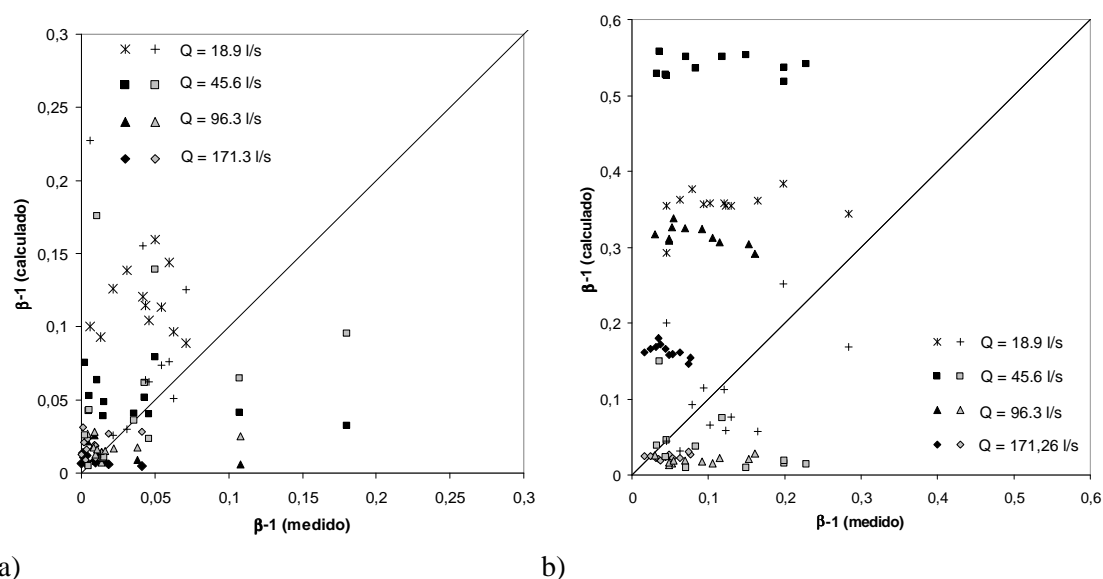 0,3
0,25
0,2
0,15
0,1
0,05
0
0
0,05
0,1
0,15
0,2
0,25
0,3
β-1 (calculado)
β-1 (medido)
Q = 18.9 l/s
Q = 45.6 l/s
Q = 96.3 l/s
Q = 171.3 l/s
a)
0,6
0,5
0,4
0,3
0,2
0,1
0
0
0,1
0,2
0,3
0,4
0,5
0,6
β-1 (calculado)
β-1 (medido)
Q = 18.9 l/s
Q = 45.6 l/s
Q = 96.3 l/s
Q = 171,26 l/s
b)